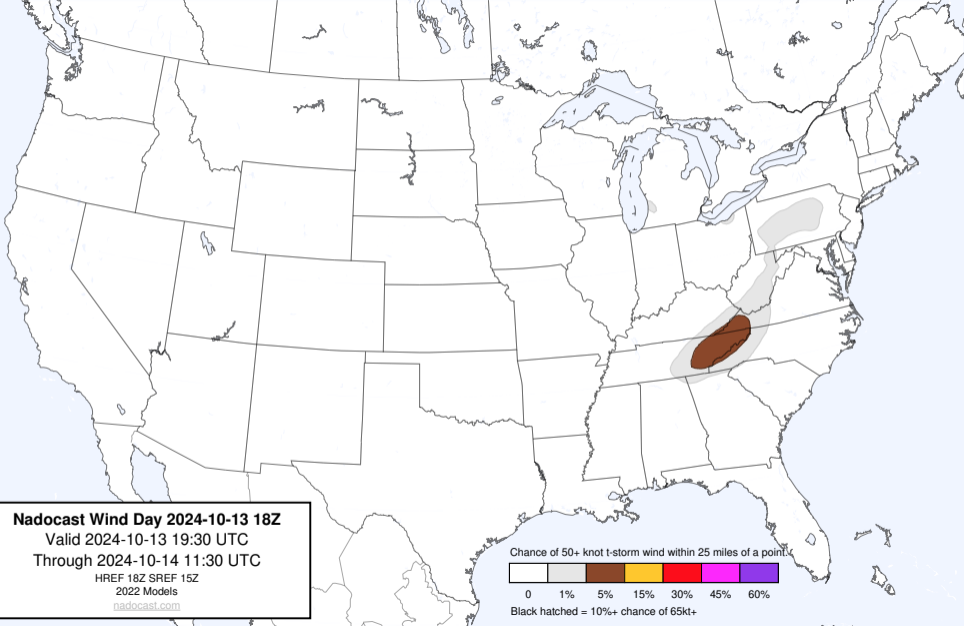 Nadocast Wind Day 2024-10-13 18Z
Valid 2024-10-13 19:30 UTC
Through 2024-10-14 11:30 UTC
HREF 18Z SREF 15Z
2022 Models
nadocast.com
Chance of 50+ knot t-storm wind within 25 miles of a point.
0 1% 5% 15% 30% 45% 60%
Black hatched = 10%+ chance of 65kt+